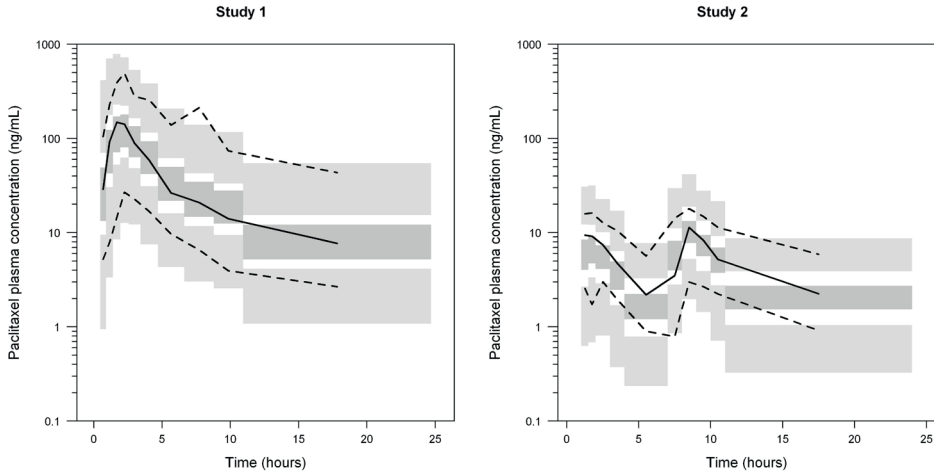 Study 1
Paclitaxel plasma concentration (ng/mL)
1000
100
10
1
0.1
0 5 10 15 20 25
Time (hours)
Study 2
Paclitaxel plasma concentration (ng/mL)
1000
100
10
1
0.1
0 5 10 15 20 25
Time (hours)